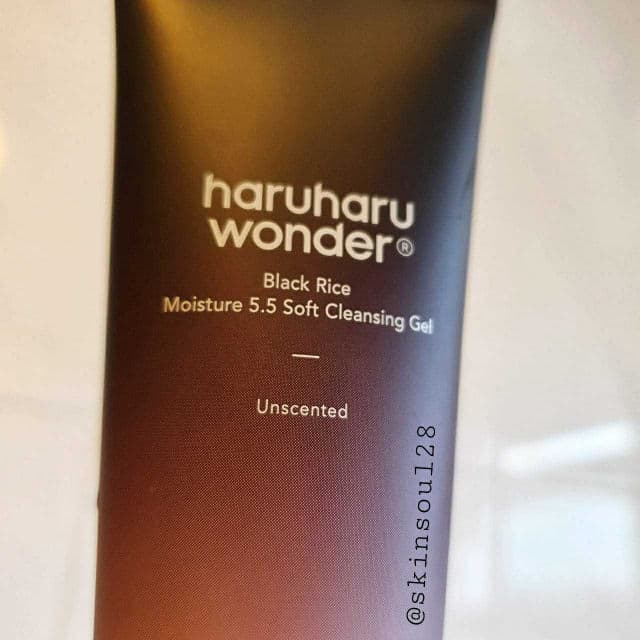 haruharu
wonder®
Black Rice
Moisture 5.5 Soft Cleansing Gel
Unscented
@skinsoul28